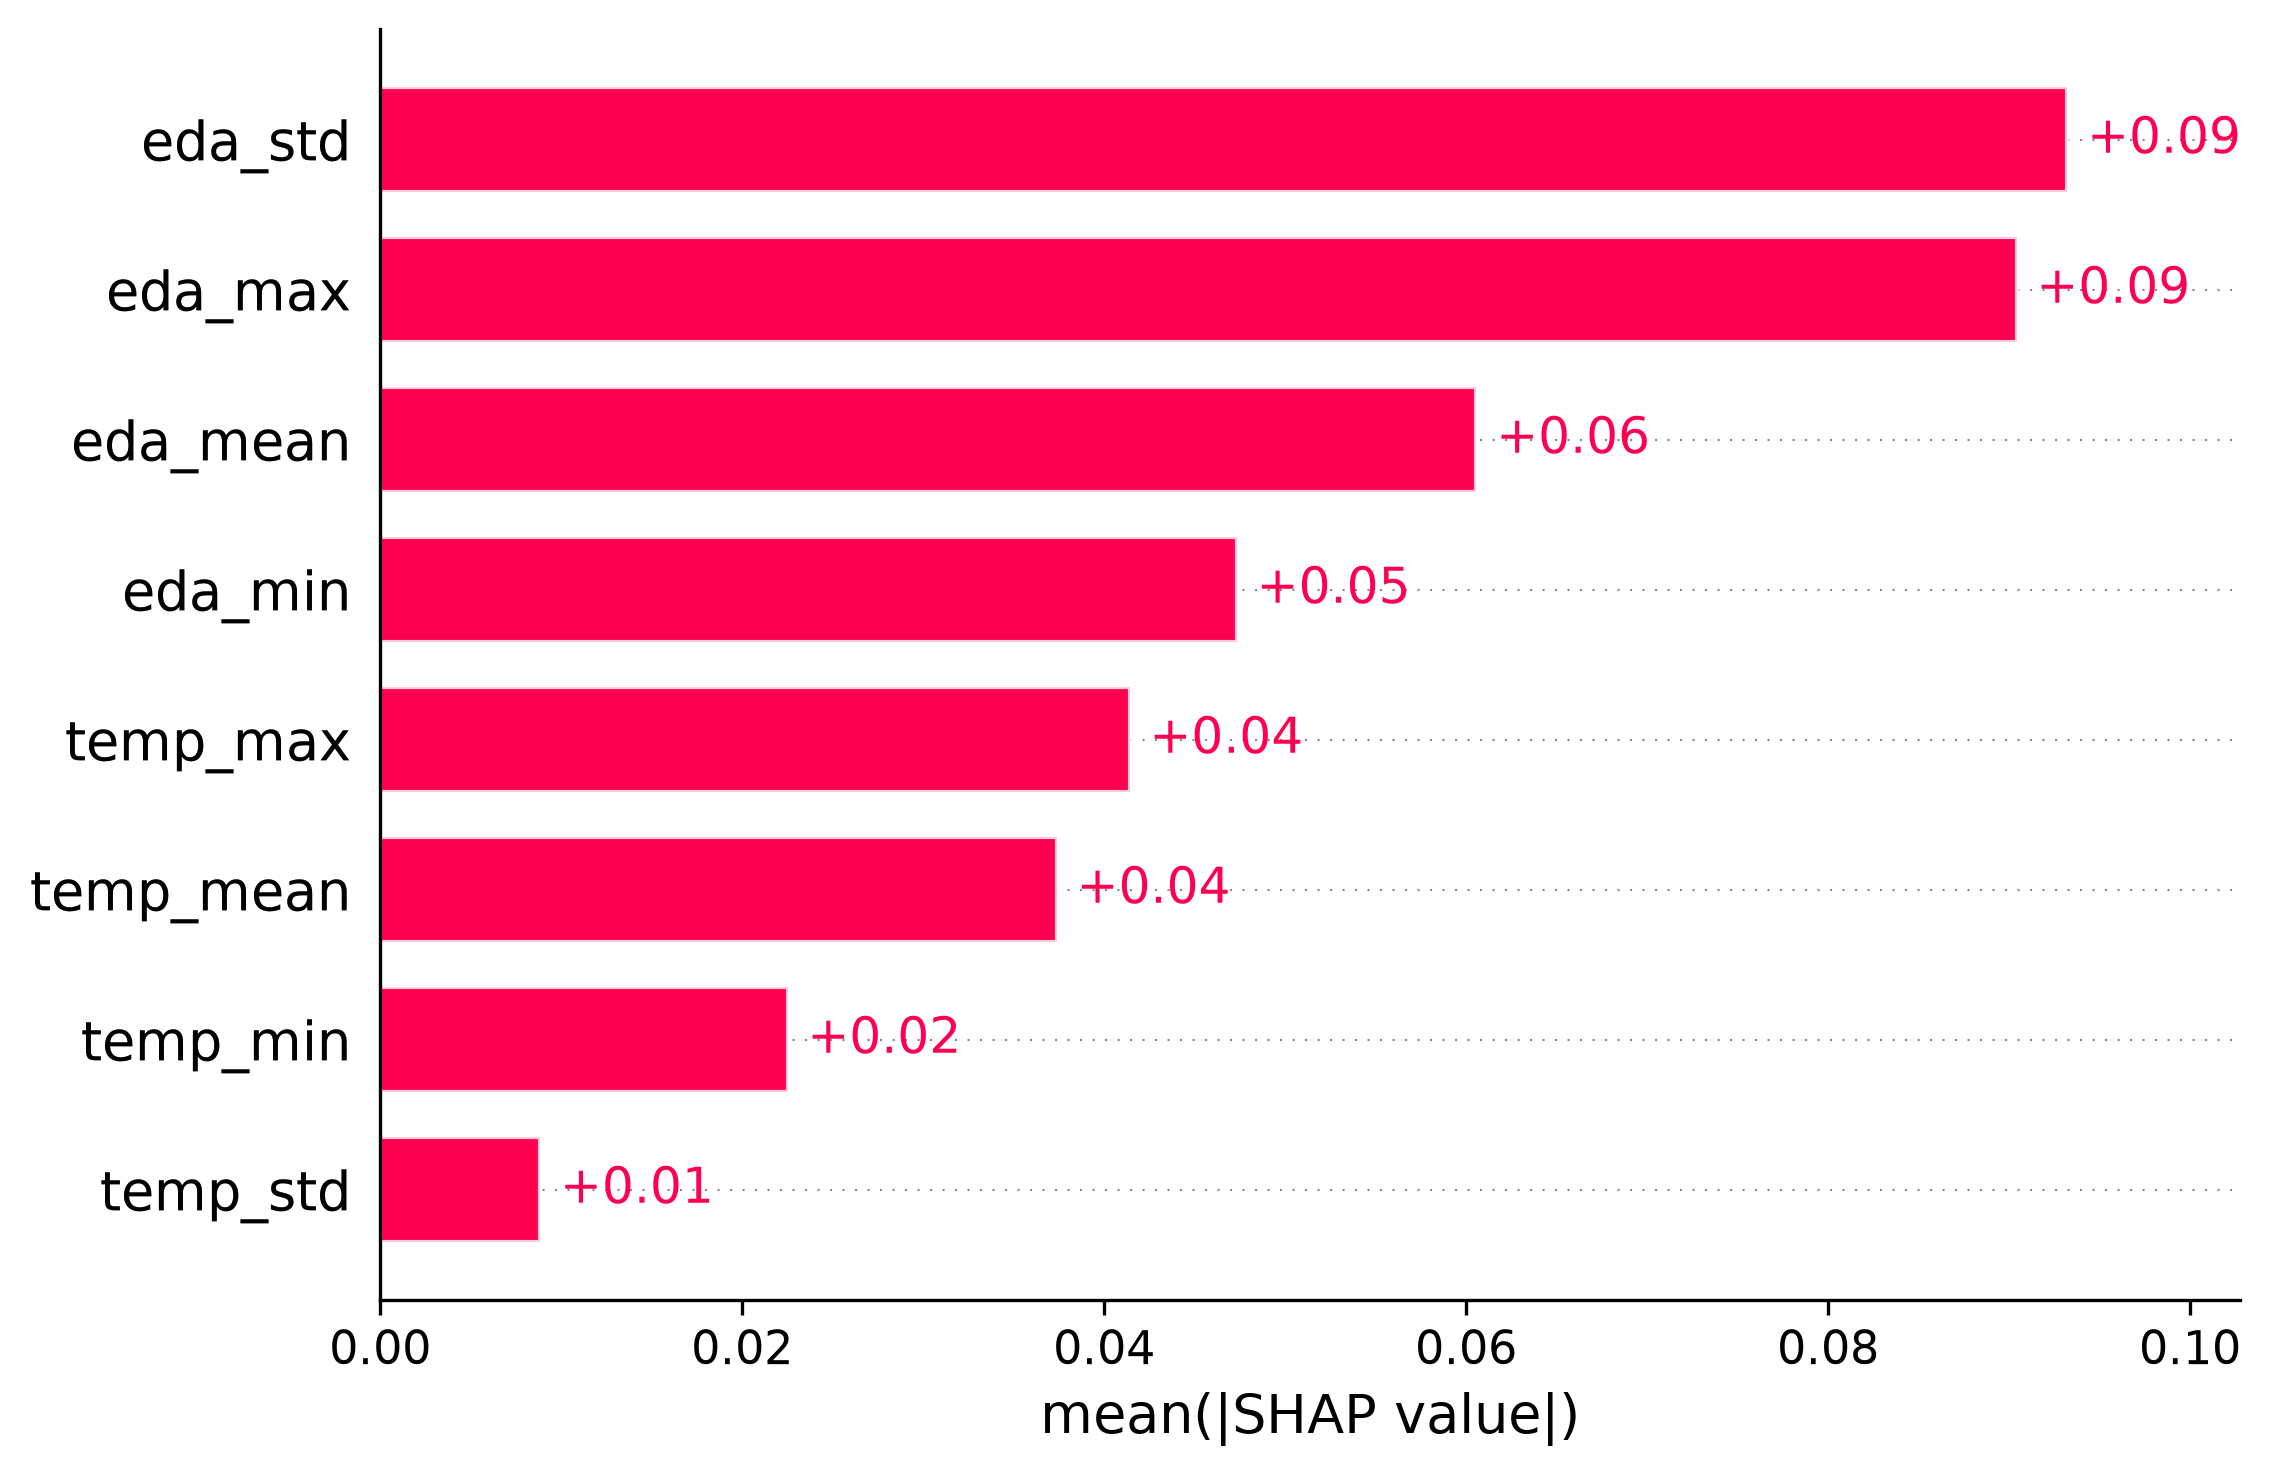 eda_std +0.09
eda_max +0.09
eda_mean +0.06
eda_min +0.05
temp_max +0.04
temp_mean +0.04
temp_min +0.02
temp_std +0.01
0.00 0.02 0.04 0.06 0.08 0.10
mean(|SHAP value|)